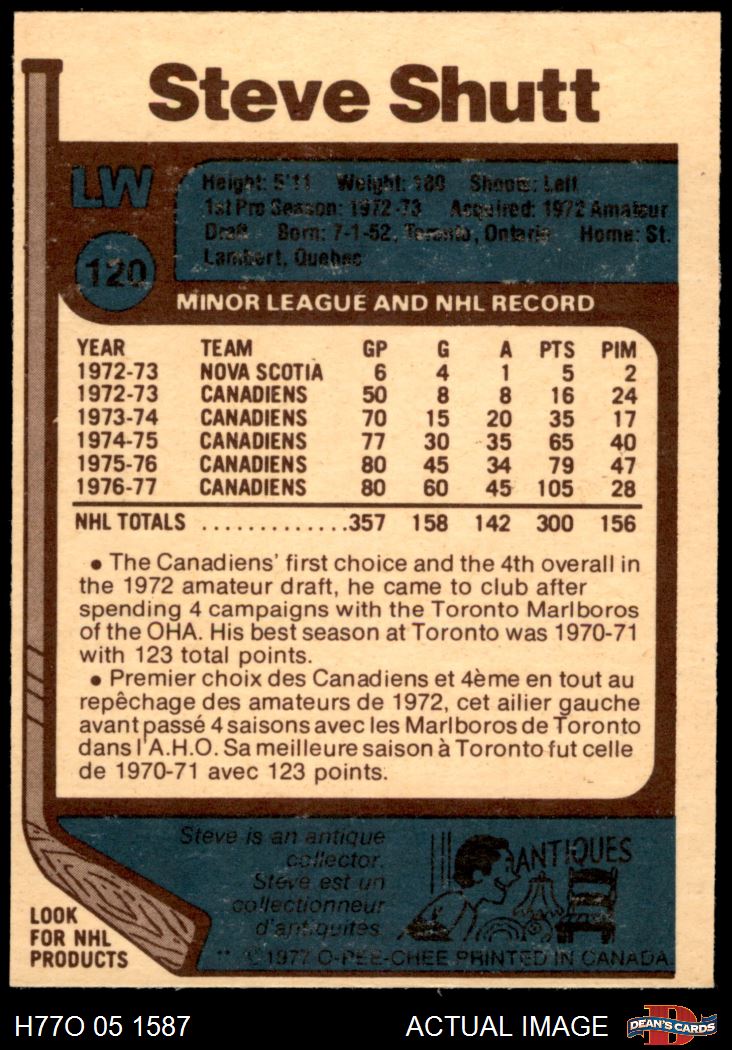 Steve Shutt
LW
120
Height: 5'11 Weight: 180 Shoots: Left
1st Pro Season: 1972-73 Acquired: 1972 Amateur
Draft Born: 7-1-52, Toronto, Ontario Home: St.
Lambert, Quebec
MINOR LEAGUE AND NHL RECORD
YEAR TEAM GP G A PTS PIM
1972-73 NOVA SCOTIA 6 4 1 5 2
1972-73 CANADIENS 50 8 8 16 24
1973-74 CANADIENS 70 15 20 35 17
1974-75 CANADIENS 77 30 35 65 40
1975-76 CANADIENS 80 45 34 79 47
1976-77 CANADIENS 80 60 45 105 28
NHL TOTALS .............357 158 142 300 156
• The Canadiens' first choice and the 4th overall in
the 1972 amateur draft, he came to club after
spending 4 campaigns with the Toronto Marlboros
of the OHA. His best season at Toronto was 1970-71
with 123 total points.
• Premier choix des Canadiens et 4ème en tout au
repêchage des amateurs de 1972, cet ailier gauche
avant passé 4 saisons avec les Marlboros de Toronto
dans l'A.H.O. Sa meilleure saison à Toronto fut celle
de 1970-71 avec 123 points.
Steve is an antique
collector.
Steve est un
collectionneur
d'antiquites
ANTIQUES
LOOK
FOR NHL
PRODUCTS
** © 1977 O-PEE-CHEE PRINTED IN CANADA.
H77O 05 1587 ACTUAL IMAGE
D
DEAN'S CARDS